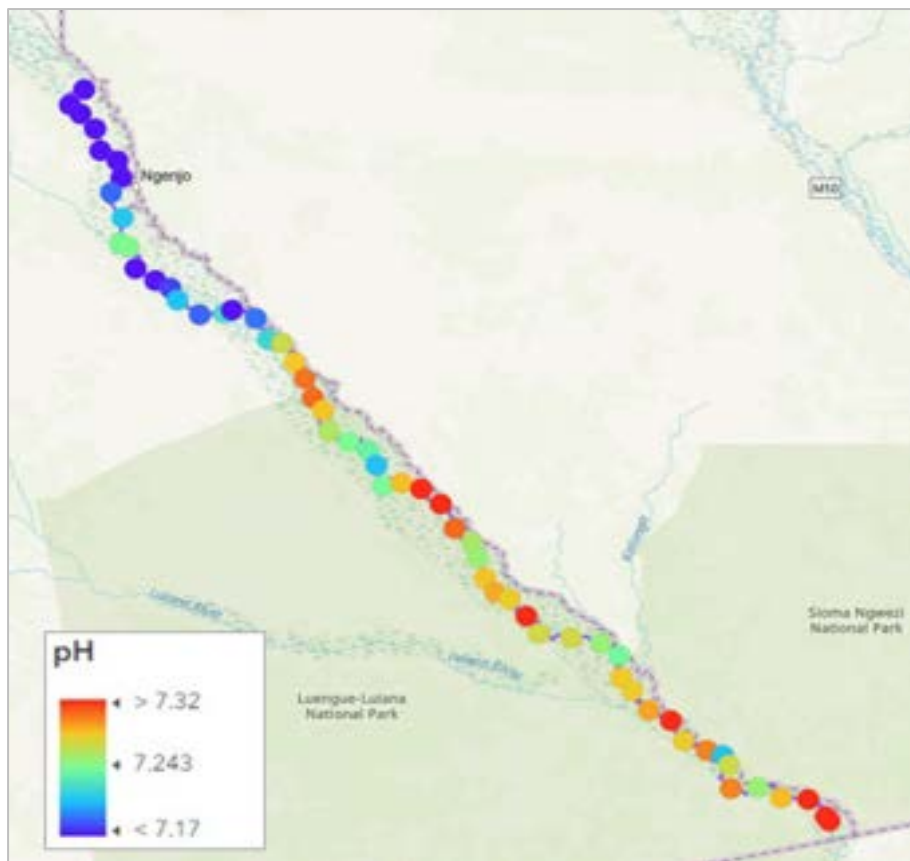 Ngenjo
M10
Sioma Ngwezi
National Park
Luengue-Luiana
National Park
pH
> 7.32
7.243
< 7.17